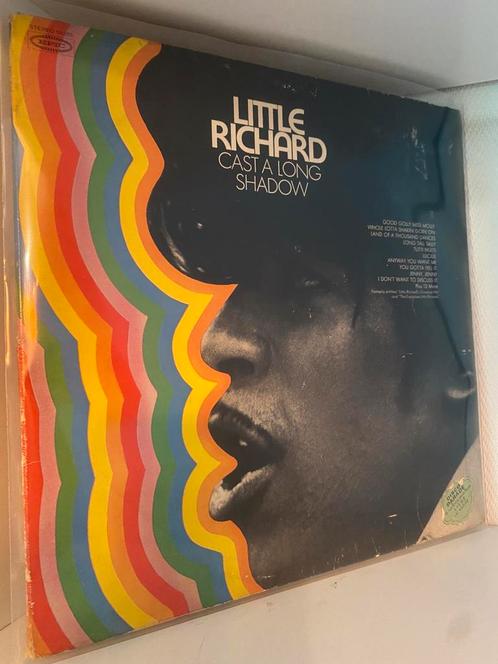 STEREO
EPIC
LITTLE
RICHARD
CAST A LONG
SHADOW
GOOD GOLLY MISS MOLLY
WHOLE LOTTA SHAKIN GOIN ON
LAND OF A THOUSAND DANCES
LONG TALL SALLY
TUTTI FRUTTI
LUCILLE
ANYWAY YOU WANT ME
YOU GOTTA FEEL IT
JENNY, JENNY
I DON'T WANT TO DISCUSS IT
Plus 12 More